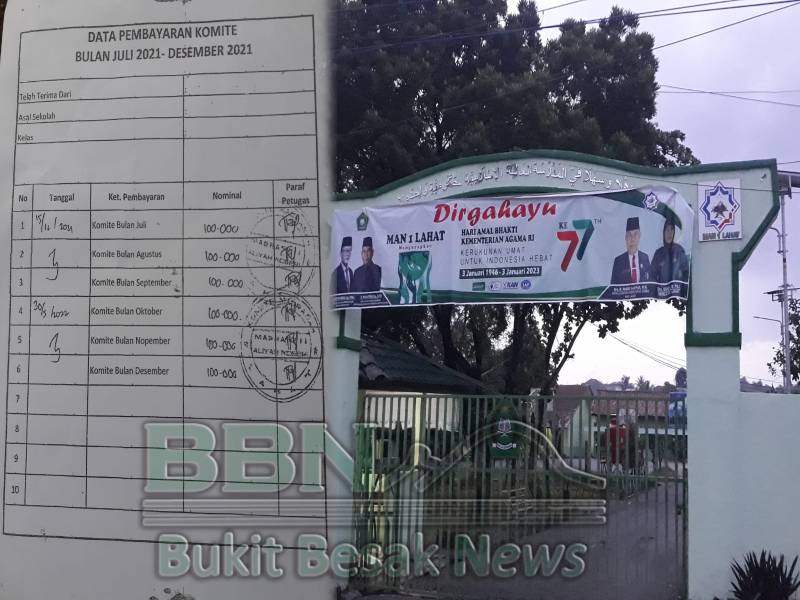 DATA PEMBAYARAN KOMITE
BULAN JULI 2021- DESEMBER 2021
Telah Terima Dari
Asal Sekolah
Kelas
No Tanggal Ket. Pembayaran Nominal Paraf Petugas
1 Komite Bulan Juli 100-000
2 Komite Bulan Agustus 100-000
3 Komite Bulan September 100-000
4 Komite Bulan Oktober 100-000
5 Komite Bulan Nopember 100-000
6 Komite Bulan Desember 100-000
7
8
9
10
Dirgahayu
MAN 1 LAHAT
Mengucapkan
HARI AMAL BHAKTI
KEMENTERIAN AGAMA RI
KE 77 TH
KERUKUNAN UMAT
UNTUK INDONESIA HEBAT
3 Januari 1946 - 3 Januari 2023
MAN 1 LAHAT
BBN
Bukit Besak News